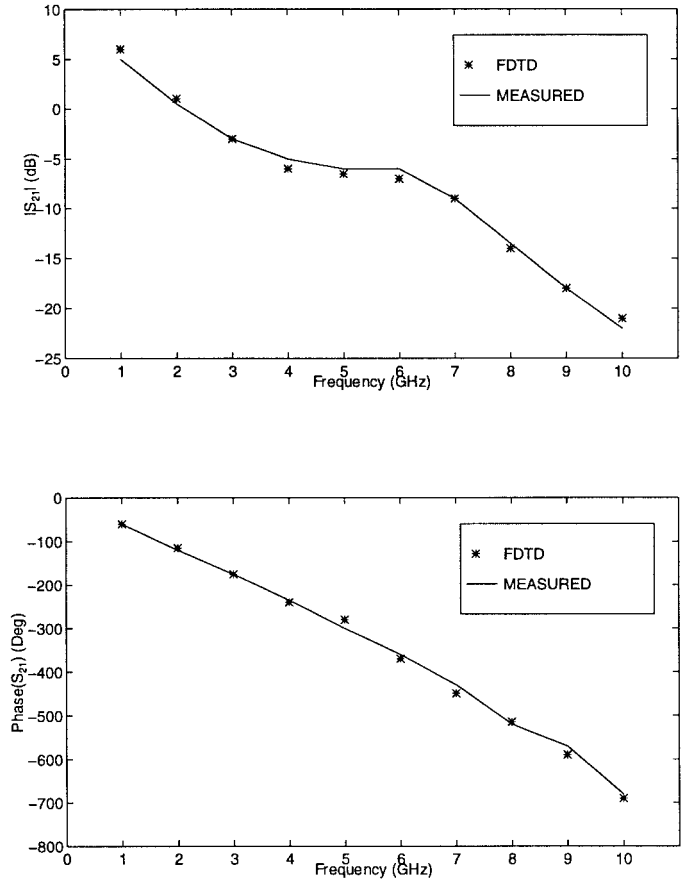 10
5
0
−5
−10
−15
−20
−25
|S21| (dB)
FDTD
MEASURED
0 1 2 3 4 5 6 7 8 9 10
Frequency (GHz)
0
−100
−200
−300
−400
−500
−600
−700
−800
Phase(S21) (Deg)
FDTD
MEASURED
0 1 2 3 4 5 6 7 8 9 10
Frequency (GHz)